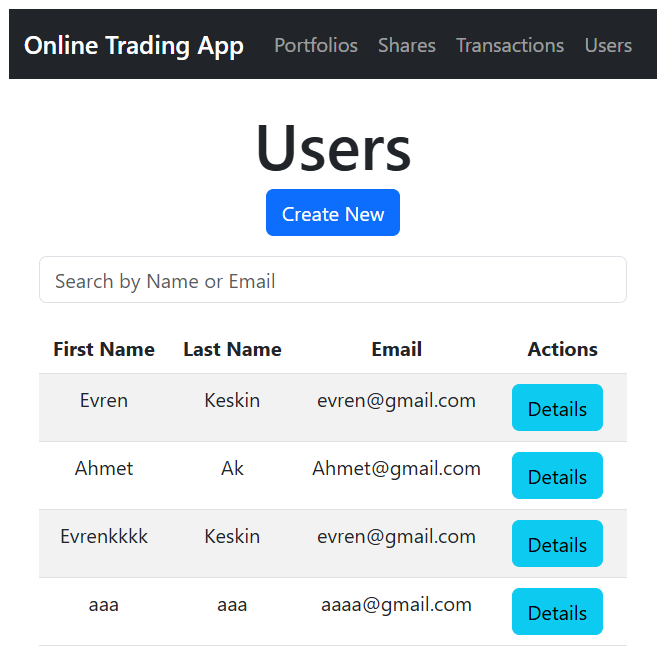 Online Trading App Portfolios Shares Transactions Users
Users
Create New
Search by Name or Email
First Name Last Name Email Actions
Evren Keskin evren@gmail.com Details
Ahmet Ak Ahmet@gmail.com Details
Evrenkkkk Keskin evren@gmail.com Details
aaa aaa aaaa@gmail.com Details